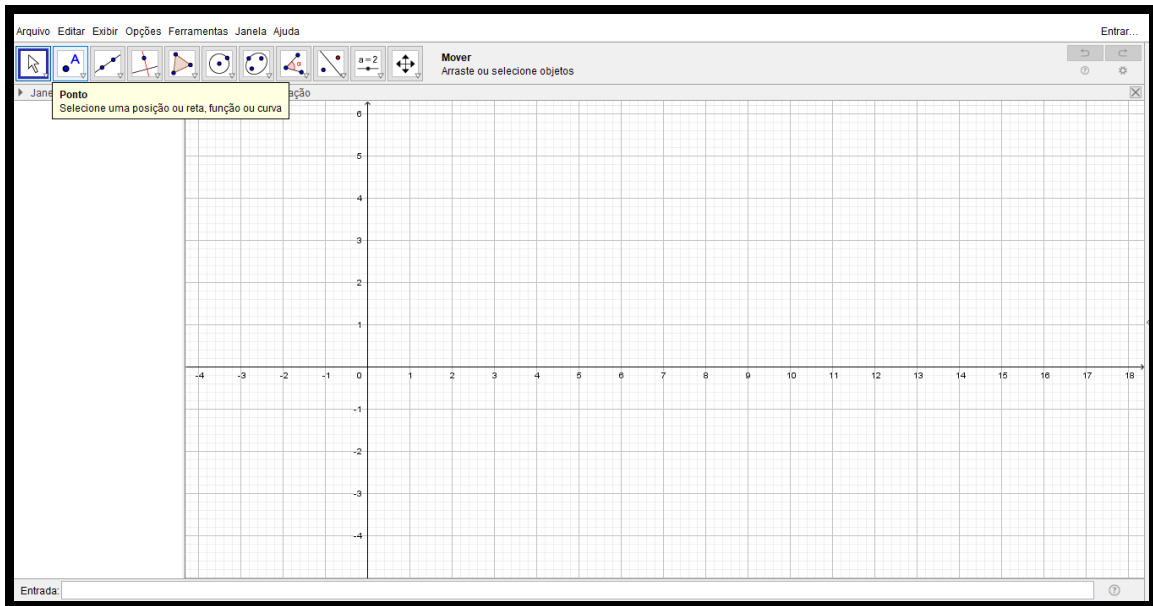 Arquivo Editar Exibir Opções Ferramentas Janela Ajuda
Entrar...
A
α
a=2
Mover
Arraste ou selecione objetos
Ponto
Selecione uma posição ou reta, função ou curva
6
5
4
3
2
1
-4 -3 -2 -1 0 1 2 3 4 5 6 7 8 9 10 11 12 13 14 15 16 17 18
-1
-2
-3
-4
Entrada: